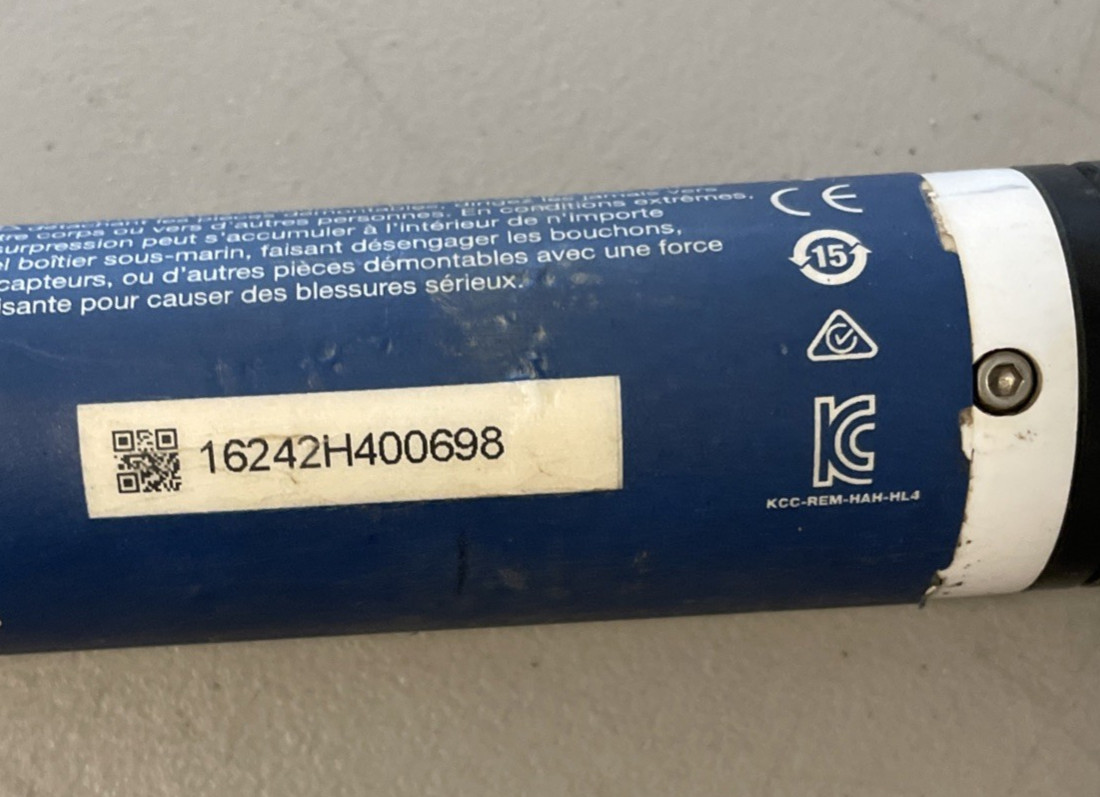 corps ou vers d'autres personnes. En conditions extrêmes,
surpression peut s'accumuler à l'intérieur de n'importe
el boîtier sous-marin, faisant désengager les bouchons,
capteurs, ou d'autres pièces démontables avec une force
isante pour causer des blessures sérieux.
CE
15
16242H400698
KC
KCC-REM-HAH-HL4